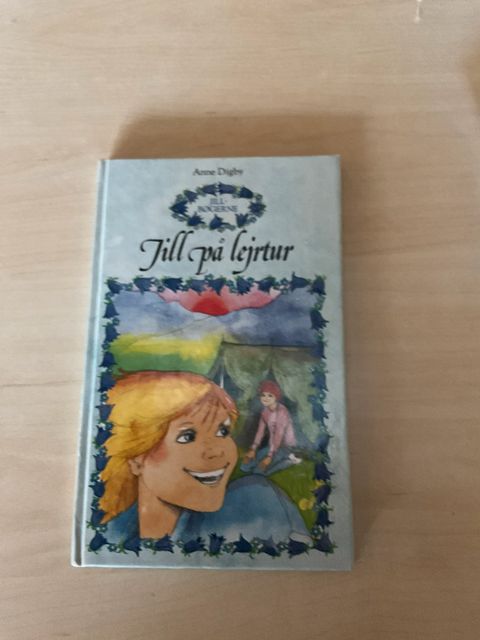 Anne Digby
JILL-
BØGERNE
Jill på lejrtur